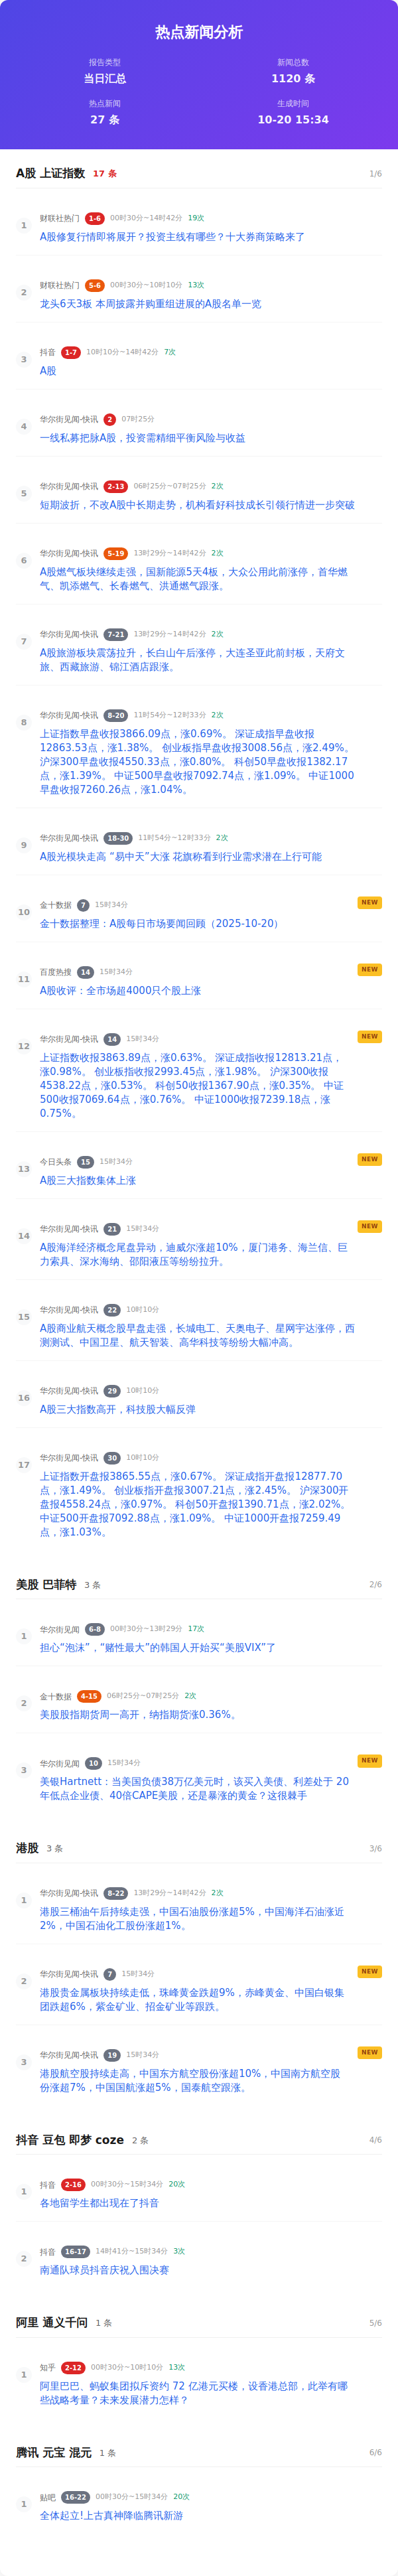 热点新闻分析
报告类型 新闻总数
当日汇总 1120 条
热点新闻 生成时间
27 条 10-20 15:34
A股 上证指数 17 条 1/6
1 财联社热门 1-6 00时30分~14时42分 19次
A股修复行情即将展开？投资主线有哪些？十大券商策略来了
2 财联社热门 5-6 00时30分~10时10分 13次
龙头6天3板 本周披露并购重组进展的A股名单一览
3 抖音 1-7 10时10分~14时42分 7次
A股
4 华尔街见闻-快讯 2 07时25分
一线私募把脉A股，投资需精细平衡风险与收益
5 华尔街见闻-快讯 2-13 06时25分~07时25分 2次
短期波折，不改A股中长期走势，机构看好科技成长引领行情进一步突破
6 华尔街见闻-快讯 5-19 13时29分~14时42分 2次
A股燃气板块继续走强，国新能源5天4板，大众公用此前涨停，首华燃
气、凯添燃气、长春燃气、洪通燃气跟涨。
7 华尔街见闻-快讯 7-21 13时29分~14时42分 2次
A股旅游板块震荡拉升，长白山午后涨停，大连圣亚此前封板，天府文
旅、西藏旅游、锦江酒店跟涨。
8 华尔街见闻-快讯 8-20 11时54分~12时33分 2次
上证指数早盘收报3866.09点，涨0.69%。 深证成指早盘收报
12863.53点，涨1.38%。 创业板指早盘收报3008.56点，涨2.49%。
沪深300早盘收报4550.33点，涨0.80%。 科创50早盘收报1382.17
点，涨1.39%。 中证500早盘收报7092.74点，涨1.09%。 中证1000
早盘收报7260.26点，涨1.04%。
9 华尔街见闻-快讯 18-30 11时54分~12时33分 2次
A股光模块走高 “易中天”大涨 花旗称看到行业需求潜在上行可能
10 金十数据 7 15时34分 NEW
金十数据整理：A股每日市场要闻回顾（2025-10-20）
11 百度热搜 14 15时34分 NEW
A股收评：全市场超4000只个股上涨
12 华尔街见闻-快讯 14 15时34分 NEW
上证指数收报3863.89点，涨0.63%。 深证成指收报12813.21点，
涨0.98%。 创业板指收报2993.45点，涨1.98%。 沪深300收报
4538.22点，涨0.53%。 科创50收报1367.90点，涨0.35%。 中证
500收报7069.64点，涨0.76%。 中证1000收报7239.18点，涨
0.75%。
13 今日头条 15 15时34分 NEW
A股三大指数集体上涨
14 华尔街见闻-快讯 21 15时34分 NEW
A股海洋经济概念尾盘异动，迪威尔涨超10%，厦门港务、海兰信、巨
力索具、深水海纳、邵阳液压等纷纷拉升。
15 华尔街见闻-快讯 22 10时10分
A股商业航天概念股早盘走强，长城电工、天奥电子、星网宇达涨停，西
测测试、中国卫星、航天智装、高华科技等纷纷大幅冲高。
16 华尔街见闻-快讯 29 10时10分
A股三大指数高开，科技股大幅反弹
17 华尔街见闻-快讯 30 10时10分
上证指数开盘报3865.55点，涨0.67%。 深证成指开盘报12877.70
点，涨1.49%。 创业板指开盘报3007.21点，涨2.45%。 沪深300开
盘报4558.24点，涨0.97%。 科创50开盘报1390.71点，涨2.02%。
中证500开盘报7092.88点，涨1.09%。 中证1000开盘报7259.49
点，涨1.03%。
美股 巴菲特 3 条 2/6
1 华尔街见闻 6-8 00时30分~13时29分 17次
担心“泡沫”，“赌性最大”的韩国人开始买“美股VIX”了
2 金十数据 4-15 06时25分~07时25分 2次
美股股指期货周一高开，纳指期货涨0.36%。
3 华尔街见闻 10 15时34分 NEW
美银Hartnett：当美国负债38万亿美元时，该买入美债、利差处于 20
年低点企业债、40倍CAPE美股，还是暴涨的黄金？这很棘手
港股 3 条 3/6
1 华尔街见闻-快讯 8-22 13时29分~14时42分 2次
港股三桶油午后持续走强，中国石油股份涨超5%，中国海洋石油涨近
2%，中国石油化工股份涨超1%。
2 华尔街见闻-快讯 7 15时34分 NEW
港股贵金属板块持续走低，珠峰黄金跌超9%，赤峰黄金、中国白银集
团跌超6%，紫金矿业、招金矿业等跟跌。
3 华尔街见闻-快讯 19 15时34分 NEW
港股航空股持续走高，中国东方航空股份涨超10%，中国南方航空股
份涨超7%，中国国航涨超5%，国泰航空跟涨。
抖音 豆包 即梦 coze 2 条 4/6
1 抖音 2-16 00时30分~15时34分 20次
各地留学生都出现在了抖音
2 抖音 16-17 14时41分~15时34分 3次
南通队球员抖音庆祝入围决赛
阿里 通义千问 1 条 5/6
1 知乎 2-12 00时30分~10时10分 13次
阿里巴巴、蚂蚁集团拟斥资约 72 亿港元买楼，设香港总部，此举有哪
些战略考量？未来发展潜力怎样？
腾讯 元宝 混元 1 条 6/6
1 贴吧 16-22 00时30分~15时34分 20次
全体起立!上古真神降临腾讯新游